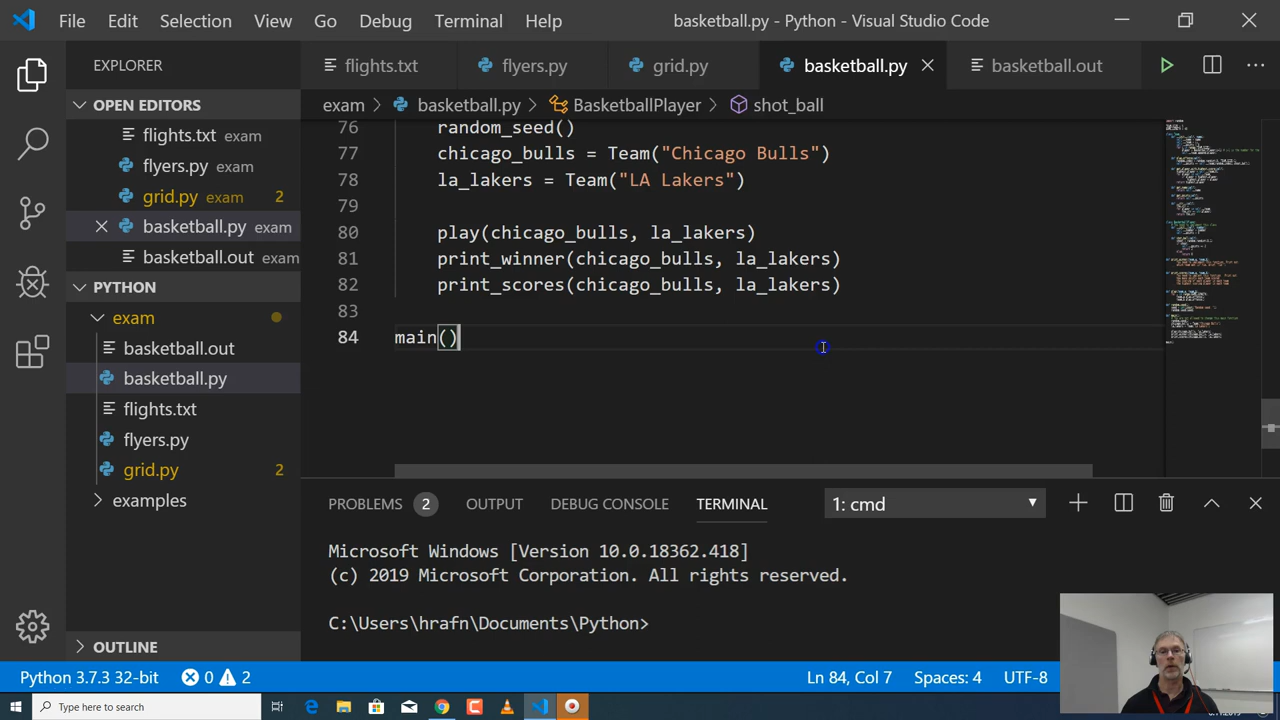 File Edit Selection View Go Debug Terminal Help basketball.py - Python - Visual Studio Code
EXPLORER flights.txt flyers.py grid.py basketball.py basketball.out
OPEN EDITORS
flights.txt exam
flyers.py exam
grid.py exam 2
basketball.py exam
basketball.out exam
PYTHON
exam
basketball.out
basketball.py
flights.txt
flyers.py
grid.py 2
examples
OUTLINE
exam > basketball.py > BasketballPlayer > shot_ball
76 random_seed()
77 chicago_bulls = Team("Chicago Bulls")
78 la_lakers = Team("LA Lakers")
79
80 play(chicago_bulls, la_lakers)
81 print_winner(chicago_bulls, la_lakers)
82 print_scores(chicago_bulls, la_lakers)
83
84 main()
PROBLEMS 2 OUTPUT DEBUG CONSOLE TERMINAL 1: cmd
Microsoft Windows [Version 10.0.18362.418]
(c) 2019 Microsoft Corporation. All rights reserved.
C:\Users\hrafn\Documents\Python>
Python 3.7.3 32-bit 0 2 Ln 84, Col 7 Spaces: 4 UTF-8
Type here to search